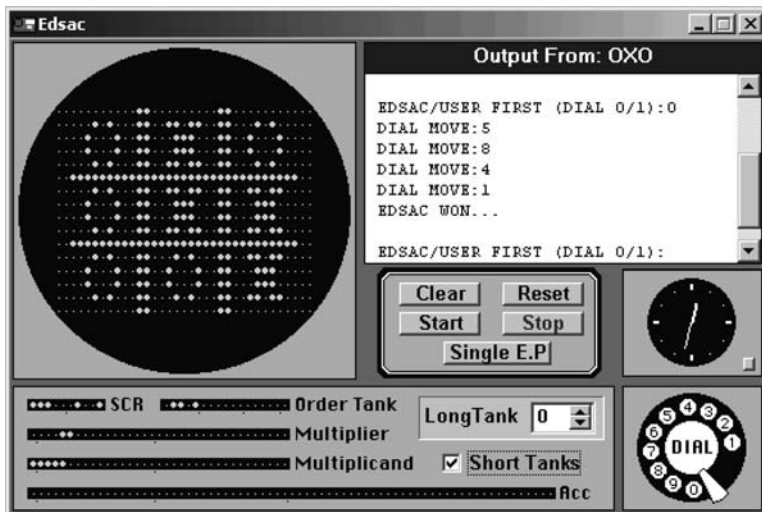 Edsac
Output From: OXO
EDSAC/USER FIRST (DIAL 0/1):0
DIAL MOVE:5
DIAL MOVE:8
DIAL MOVE:4
DIAL MOVE:1
EDSAC WON...
EDSAC/USER FIRST (DIAL 0/1):
Clear Reset
Start Stop
Single E.P
SCR Order Tank
Multiplier
Multiplicand
Acc
LongTank 0
Short Tanks
1 2 3 4 5 6 7 8 9 0
DIAL